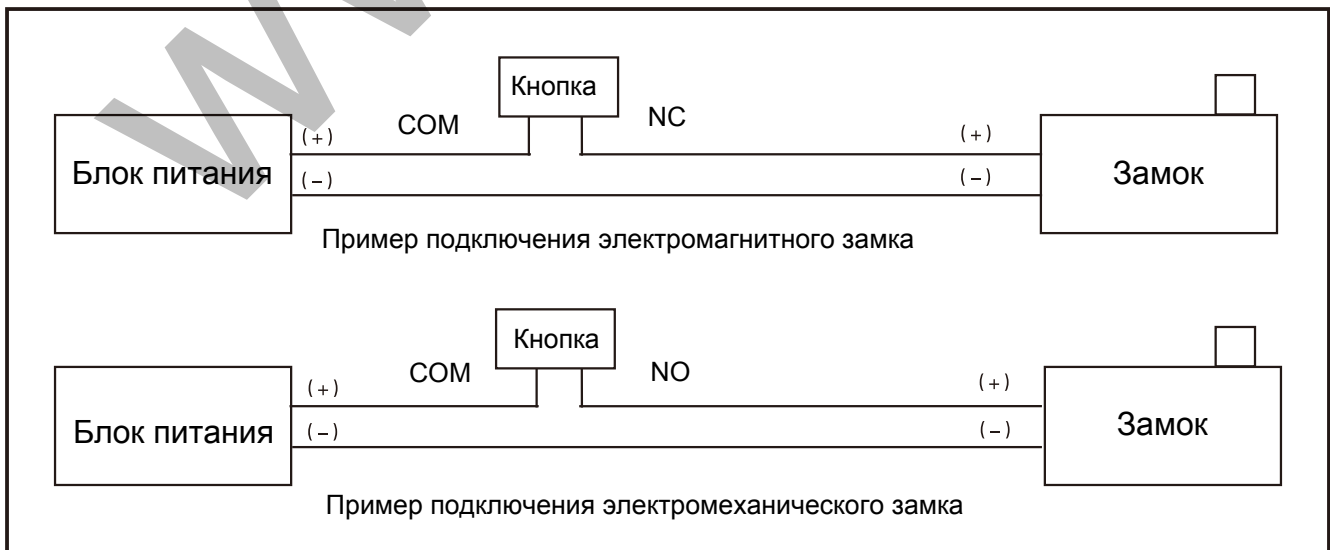 Кнопка
COM NC
(+) (+)
Блок питания (-) (-) Замок
Пример подключения электромагнитного замка
Кнопка
COM NO
(+) (+)
Блок питания (-) (-) Замок
Пример подключения электромеханического замка